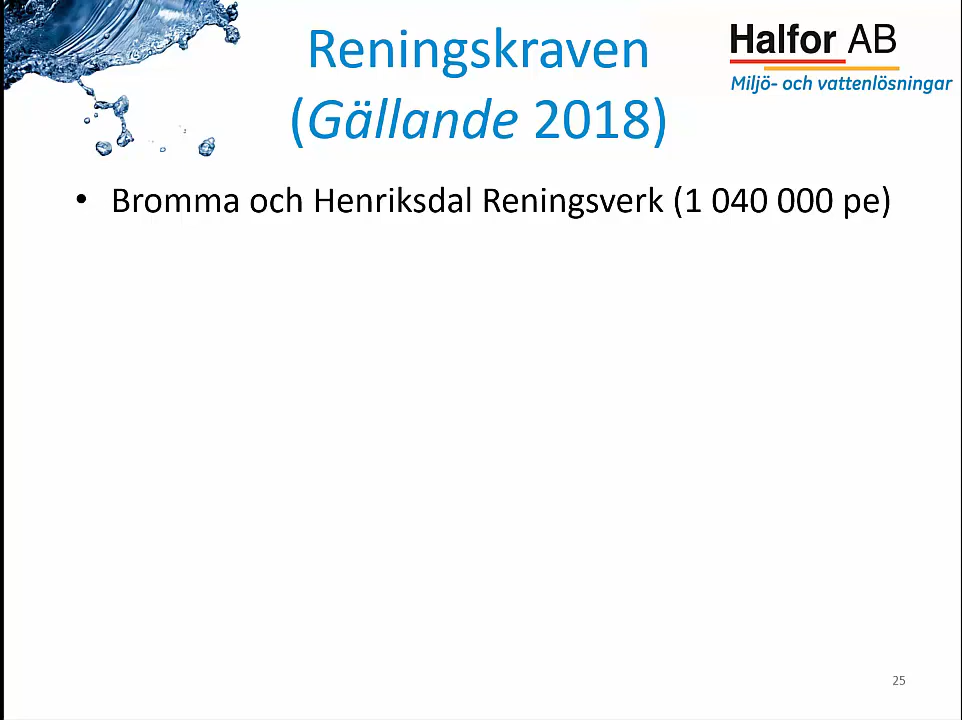 Reningskraven
(Gällande 2018)
Halfor AB
Miljö- och vattenlösningar
• Bromma och Henriksdal Reningsverk (1 040 000 pe)
25